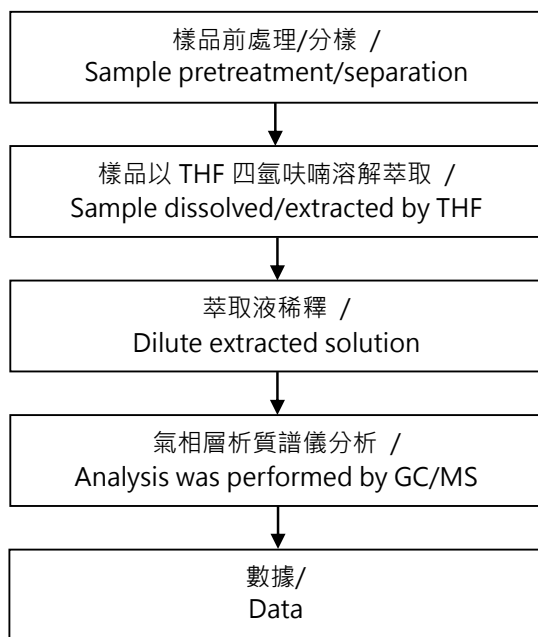 樣品前處理/分樣 /
Sample pretreatment/separation
樣品以 THF 四氫呋喃溶解萃取 /
Sample dissolved/extracted by THF
萃取液稀釋 /
Dilute extracted solution
氣相層析質譜儀分析 /
Analysis was performed by GC/MS
數據/
Data